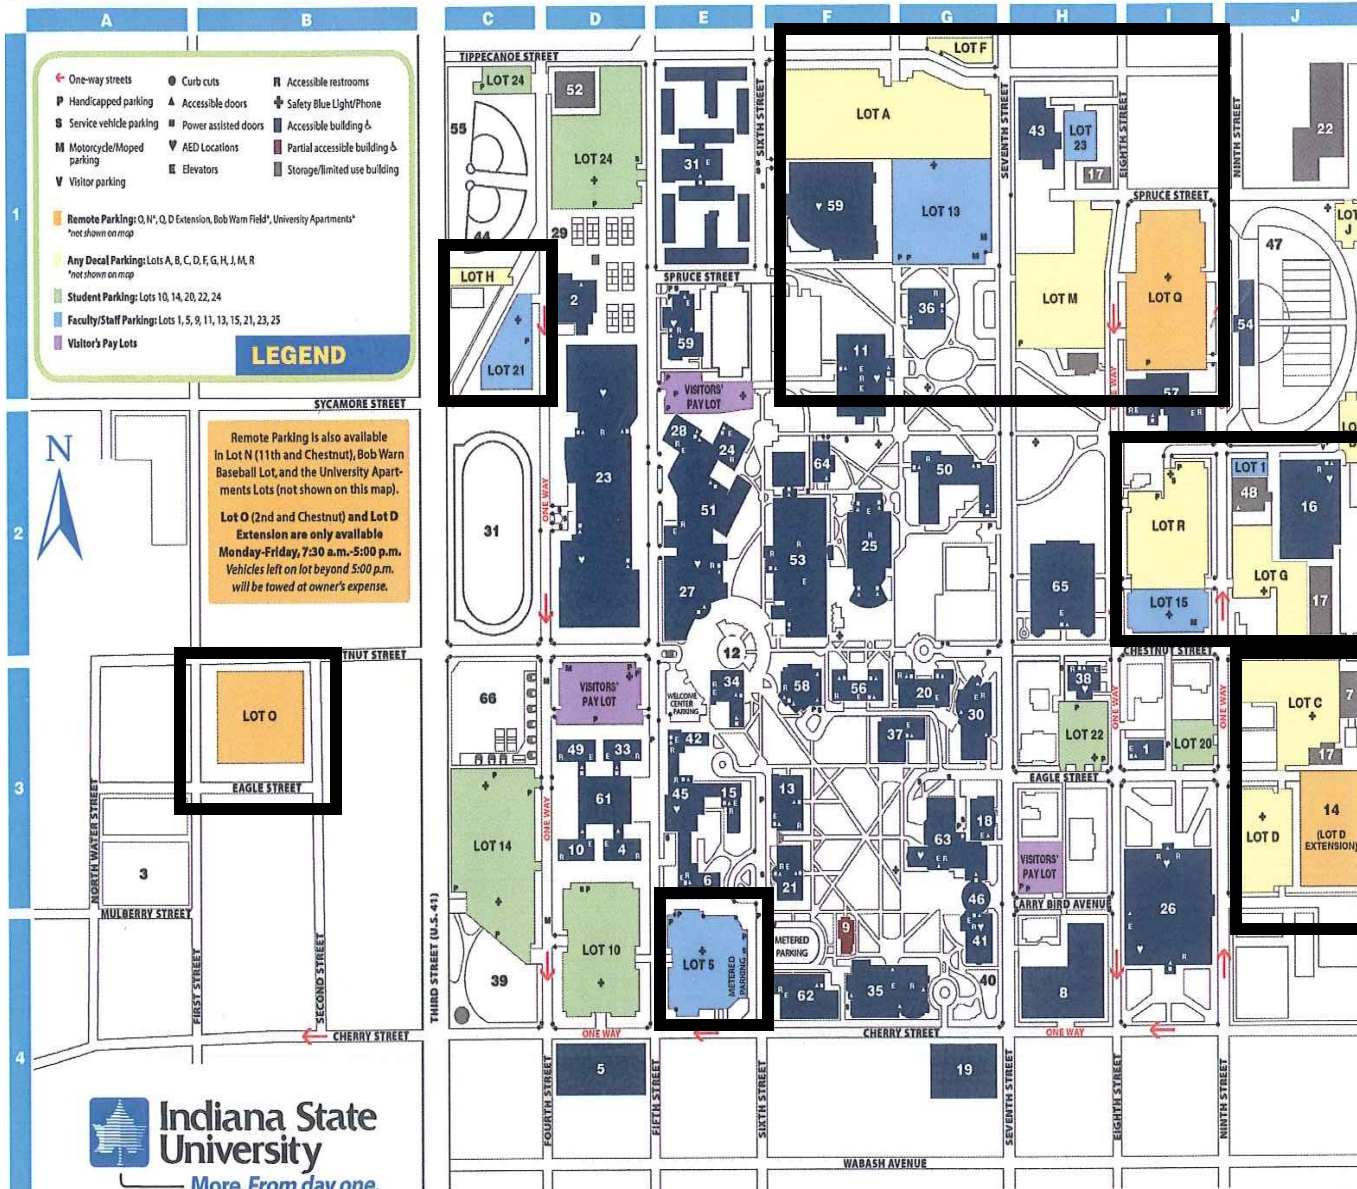 A B C D E F G H I J
1
2
3
4
One-way streets
Handicapped parking
Service vehicle parking
Motorcycle/Moped
parking
Visitor parking
Curb cuts
Accessible doors
Power assisted doors
AED Locations
Elevators
Accessible restrooms
Safety Blue Light/Phone
Accessible building
Partial accessible building
Storage/limited use building
P
S
M
V
E
R
Remote Parking: O, N*, Q, D Extension, Bob Warn Field*, University Apartments*
*not shown on map
Any Decal Parking: Lots A, B, C, D, F, G, H, J, M, R
*not shown on map
Student Parking: Lots 10, 14, 20, 22, 24
Faculty/Staff Parking: Lots 1, 5, 9, 11, 13, 15, 21, 23, 25
Visitor's Pay Lots
LEGEND
SYCAMORE STREET
N
Remote Parking is also available
in Lot N (11th and Chestnut), Bob Warn
Baseball Lot, and the University Apart-
ments Lots (not shown on this map).
Lot O (2nd and Chestnut) and Lot D
Extension are only available
Monday-Friday, 7:30 a.m.-5:00 p.m.
Vehicles left on lot beyond 5:00 p.m.
will be towed at owner's expense.
TIPPECANOE STREET
LOT 24
52
55
LOT 24
31
44
29
LOT H
2
LOT 21
SPRUCE STREET
59
VISITORS'
PAY LOT
SIXTH STREET
LOT F
LOT A
59
LOT 13
36
11
SEVENTH STREET
43
LOT
23
17
EIGHTH STREET
SPRUCE STREET
LOT M
LOT Q
57
ONE WAY
NINTH STREET
22
LOT
J
47
54
31
23
ONE WAY
28
24
51
27
64
53
25
50
65
LOT R
LOT 15
LOT 1
48
16
LOT G
17
CHESTNUT STREET
TNUT STREET
LOT O
EAGLE STREET
NORTH WATER STREET
3
MULBERRY STREET
FIRST STREET
SECOND STREET
THIRD STREET (U.S. 41)
CHERRY STREET
66
VISITORS'
PAY LOT
12
34
WELCOME
CENTER
PARKING
58
56
20
30
37
38
LOT 22
EAGLE STREET
ONE WAY
1
LOT 20
ONE WAY
LOT C
7
17
LOT D
14
(LOT D
EXTENSION)
49
33
42
61
45
15
13
18
63
10
4
6
21
46
VISITORS'
PAY LOT
LARRY BIRD AVENUE
26
LOT 14
ONE WAY
39
LOT 10
LOT 5
METERED
PARKING
METERED
PARKING
9
41
40
62
35
8
ONE WAY
CHERRY STREET
ONE WAY
5
19
FOURTH STREET
FIFTH STREET
SIXTH STREET
SEVENTH STREET
EIGHTH STREET
NINTH STREET
WABASH AVENUE
Indiana State
University
More. From day one.